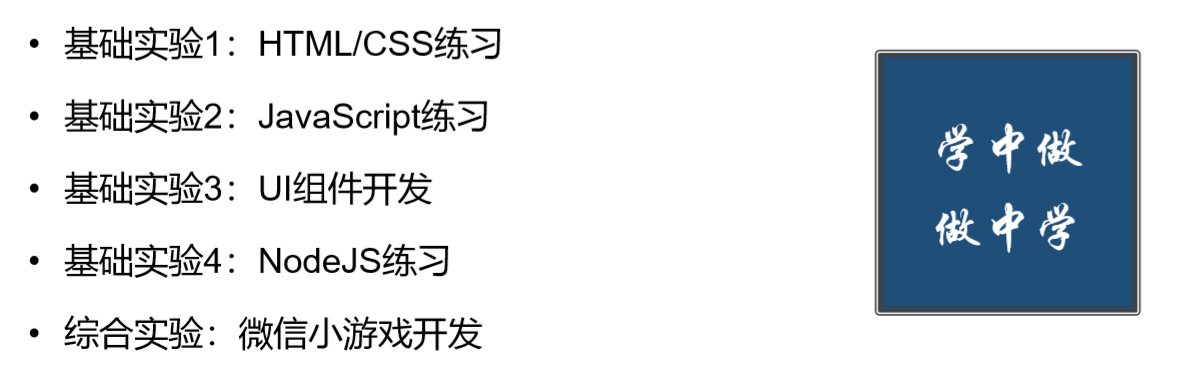 • 基础实验1：HTML/CSS练习
• 基础实验2：JavaScript练习
• 基础实验3：UI组件开发
• 基础实验4：NodeJS练习
• 综合实验：微信小游戏开发
学中做
做中学